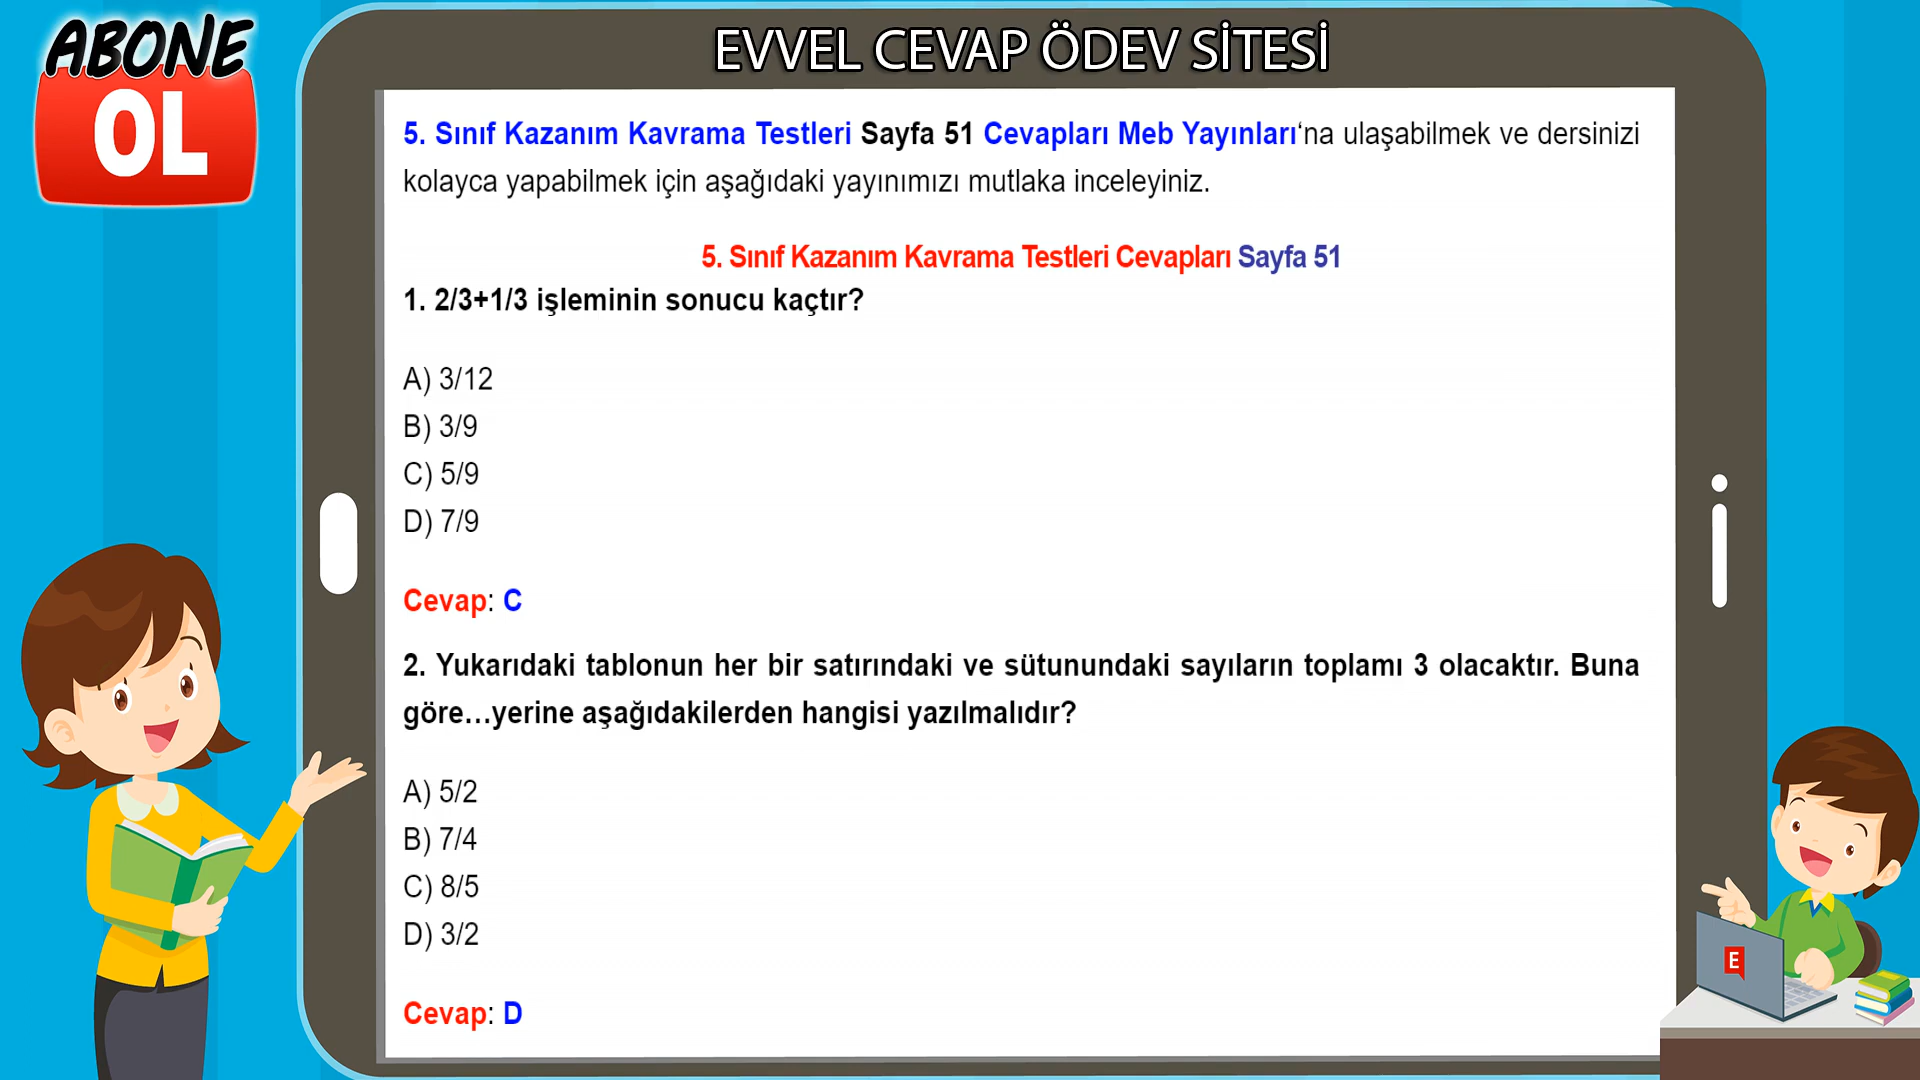 ABONE
OL
EVVEL CEVAP ÖDEV SİTESİ
5. Sınıf Kazanım Kavrama Testleri Sayfa 51 Cevapları Meb Yayınları‘na ulaşabilmek ve dersinizi
kolayca yapabilmek için aşağıdaki yayınımızı mutlaka inceleyiniz.
5. Sınıf Kazanım Kavrama Testleri Cevapları Sayfa 51
1. 2/3+1/3 işleminin sonucu kaçtır?
A) 3/12
B) 3/9
C) 5/9
D) 7/9
Cevap: C
2. Yukarıdaki tablonun her bir satırındaki ve sütunundaki sayıların toplamı 3 olacaktır. Buna
göre…yerine aşağıdakilerden hangisi yazılmalıdır?
A) 5/2
B) 7/4
C) 8/5
D) 3/2
Cevap: D
E